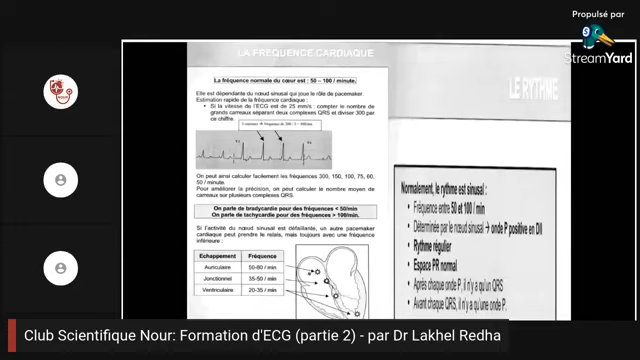 Propulsé par
StreamYard
LA FRÉQUENCE CARDIAQUE
La fréquence normale du cœur est : 50 – 100 / minute.
Elle est dépendante du nœud sinusal qui joue le rôle de pacemaker.
Estimation rapide de la fréquence cardiaque :
• Si la vitesse de l'ECG est de 25 mm/s : compter le nombre de
grands carreaux séparant deux complexes QRS et diviser 300 par
ce chiffre.
On peut ainsi calculer facilement les fréquences 300, 150, 100, 75, 60,
50 / minute.
Pour améliorer la précision, on peut calculer le nombre moyen de
carreaux sur plusieurs complexes QRS.
On parle de bradycardie pour des fréquences < 50/min
On parle de tachycardie pour des fréquences > 100/min.
Si l'activité du nœud sinusal est défaillante, un autre pacemaker
cardiaque peut prendre le relais, mais toujours avec une fréquence
inférieure :
Echappement Fréquence
Auriculaire 50-60 / min
Jonctionnel 35-50 / min
Ventriculaire 20-35 / min
LE RYTHME
Normalement, le rythme est sinusal :
• Fréquence entre 50 et 100 / min
• Déterminée par le nœud sinusal → onde P positive en DII
• Rythme régulier
• Espace PR normal
• Après chaque onde P, il n'y a qu'un QRS
• Avant chaque QRS, il n'y a qu'une onde P.
NOUR
Club Scientifique Nour: Formation d'ECG (partie 2) - par Dr Lakhel Redha